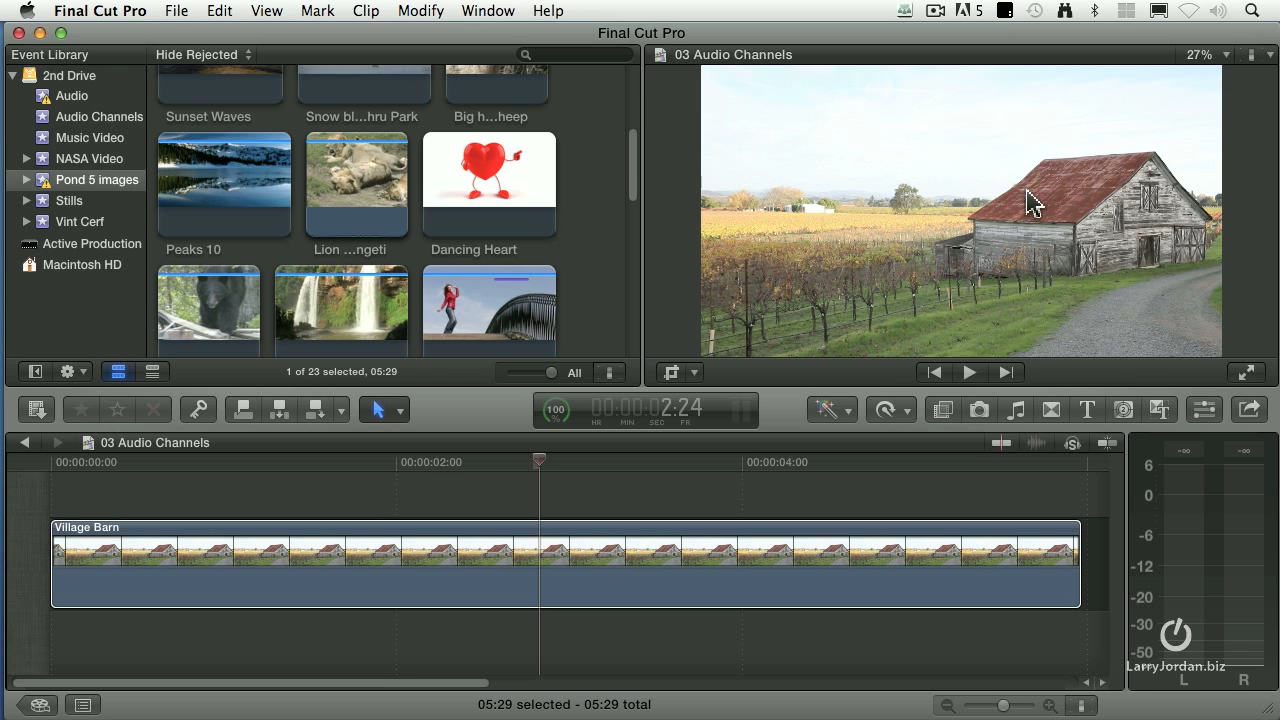 Final Cut Pro File Edit View Mark Clip Modify Window Help 5
Final Cut Pro
Event Library
Hide Rejected
03 Audio Channels
27%
2nd Drive
Audio
Audio Channels
Music Video
NASA Video
Pond 5 images
Stills
Vint Cerf
Active Production
Macintosh HD
Sunset Waves
Snow bl...hru Park
Big h...heep
Peaks 10
Lion ...ngeti
Dancing Heart
1 of 23 selected, 05:29
All
100
%
00:00:02:24
HR MIN SEC FR
03 Audio Channels
00:00:00:00
00:00:02:00
00:00:04:00
Village Barn
-∞ -∞
6
0
-6
-12
-20
-30
-50
LarryJordan.biz
L R
05:29 selected - 05:29 total